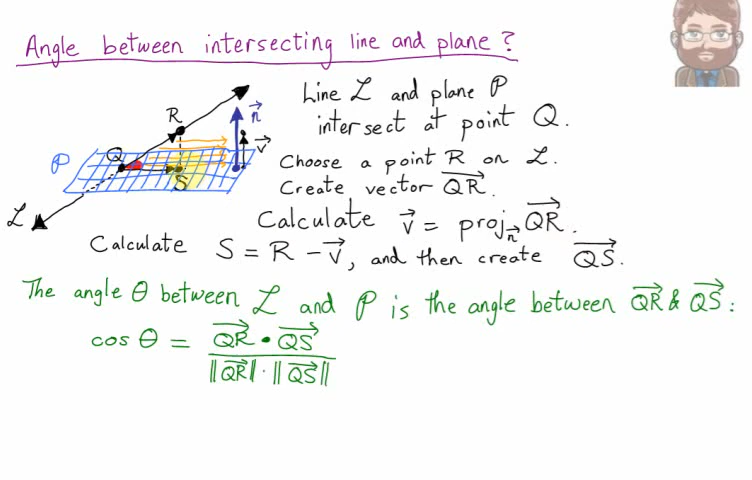 Angle between intersecting line and plane?
Line L and plane P
intersect at point Q.
R
n⃗
Q
P
v⃗
S
L
Choose a point R on L.
Create vector QR⃗.
Calculate v⃗ = proj_n⃗ QR⃗.
Calculate S = R − v⃗, and then create QS⃗.
The angle θ between L and P is the angle between QR⃗ & QS⃗:
cos θ = QR⃗ • QS⃗
‖QR⃗‖ · ‖QS⃗‖